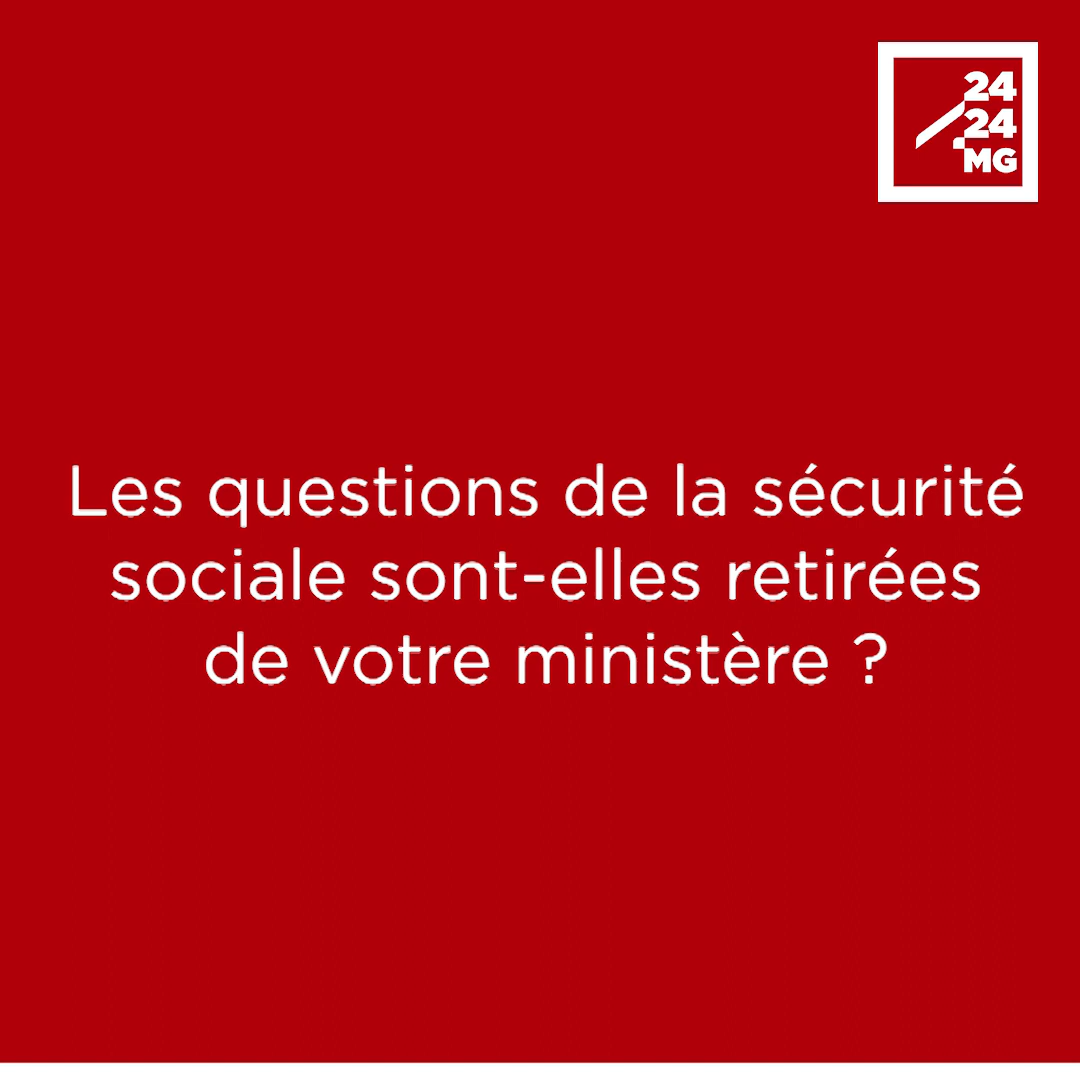 24
24
MG
Les questions de la sécurité
sociale sont-elles retirées
de votre ministère ?